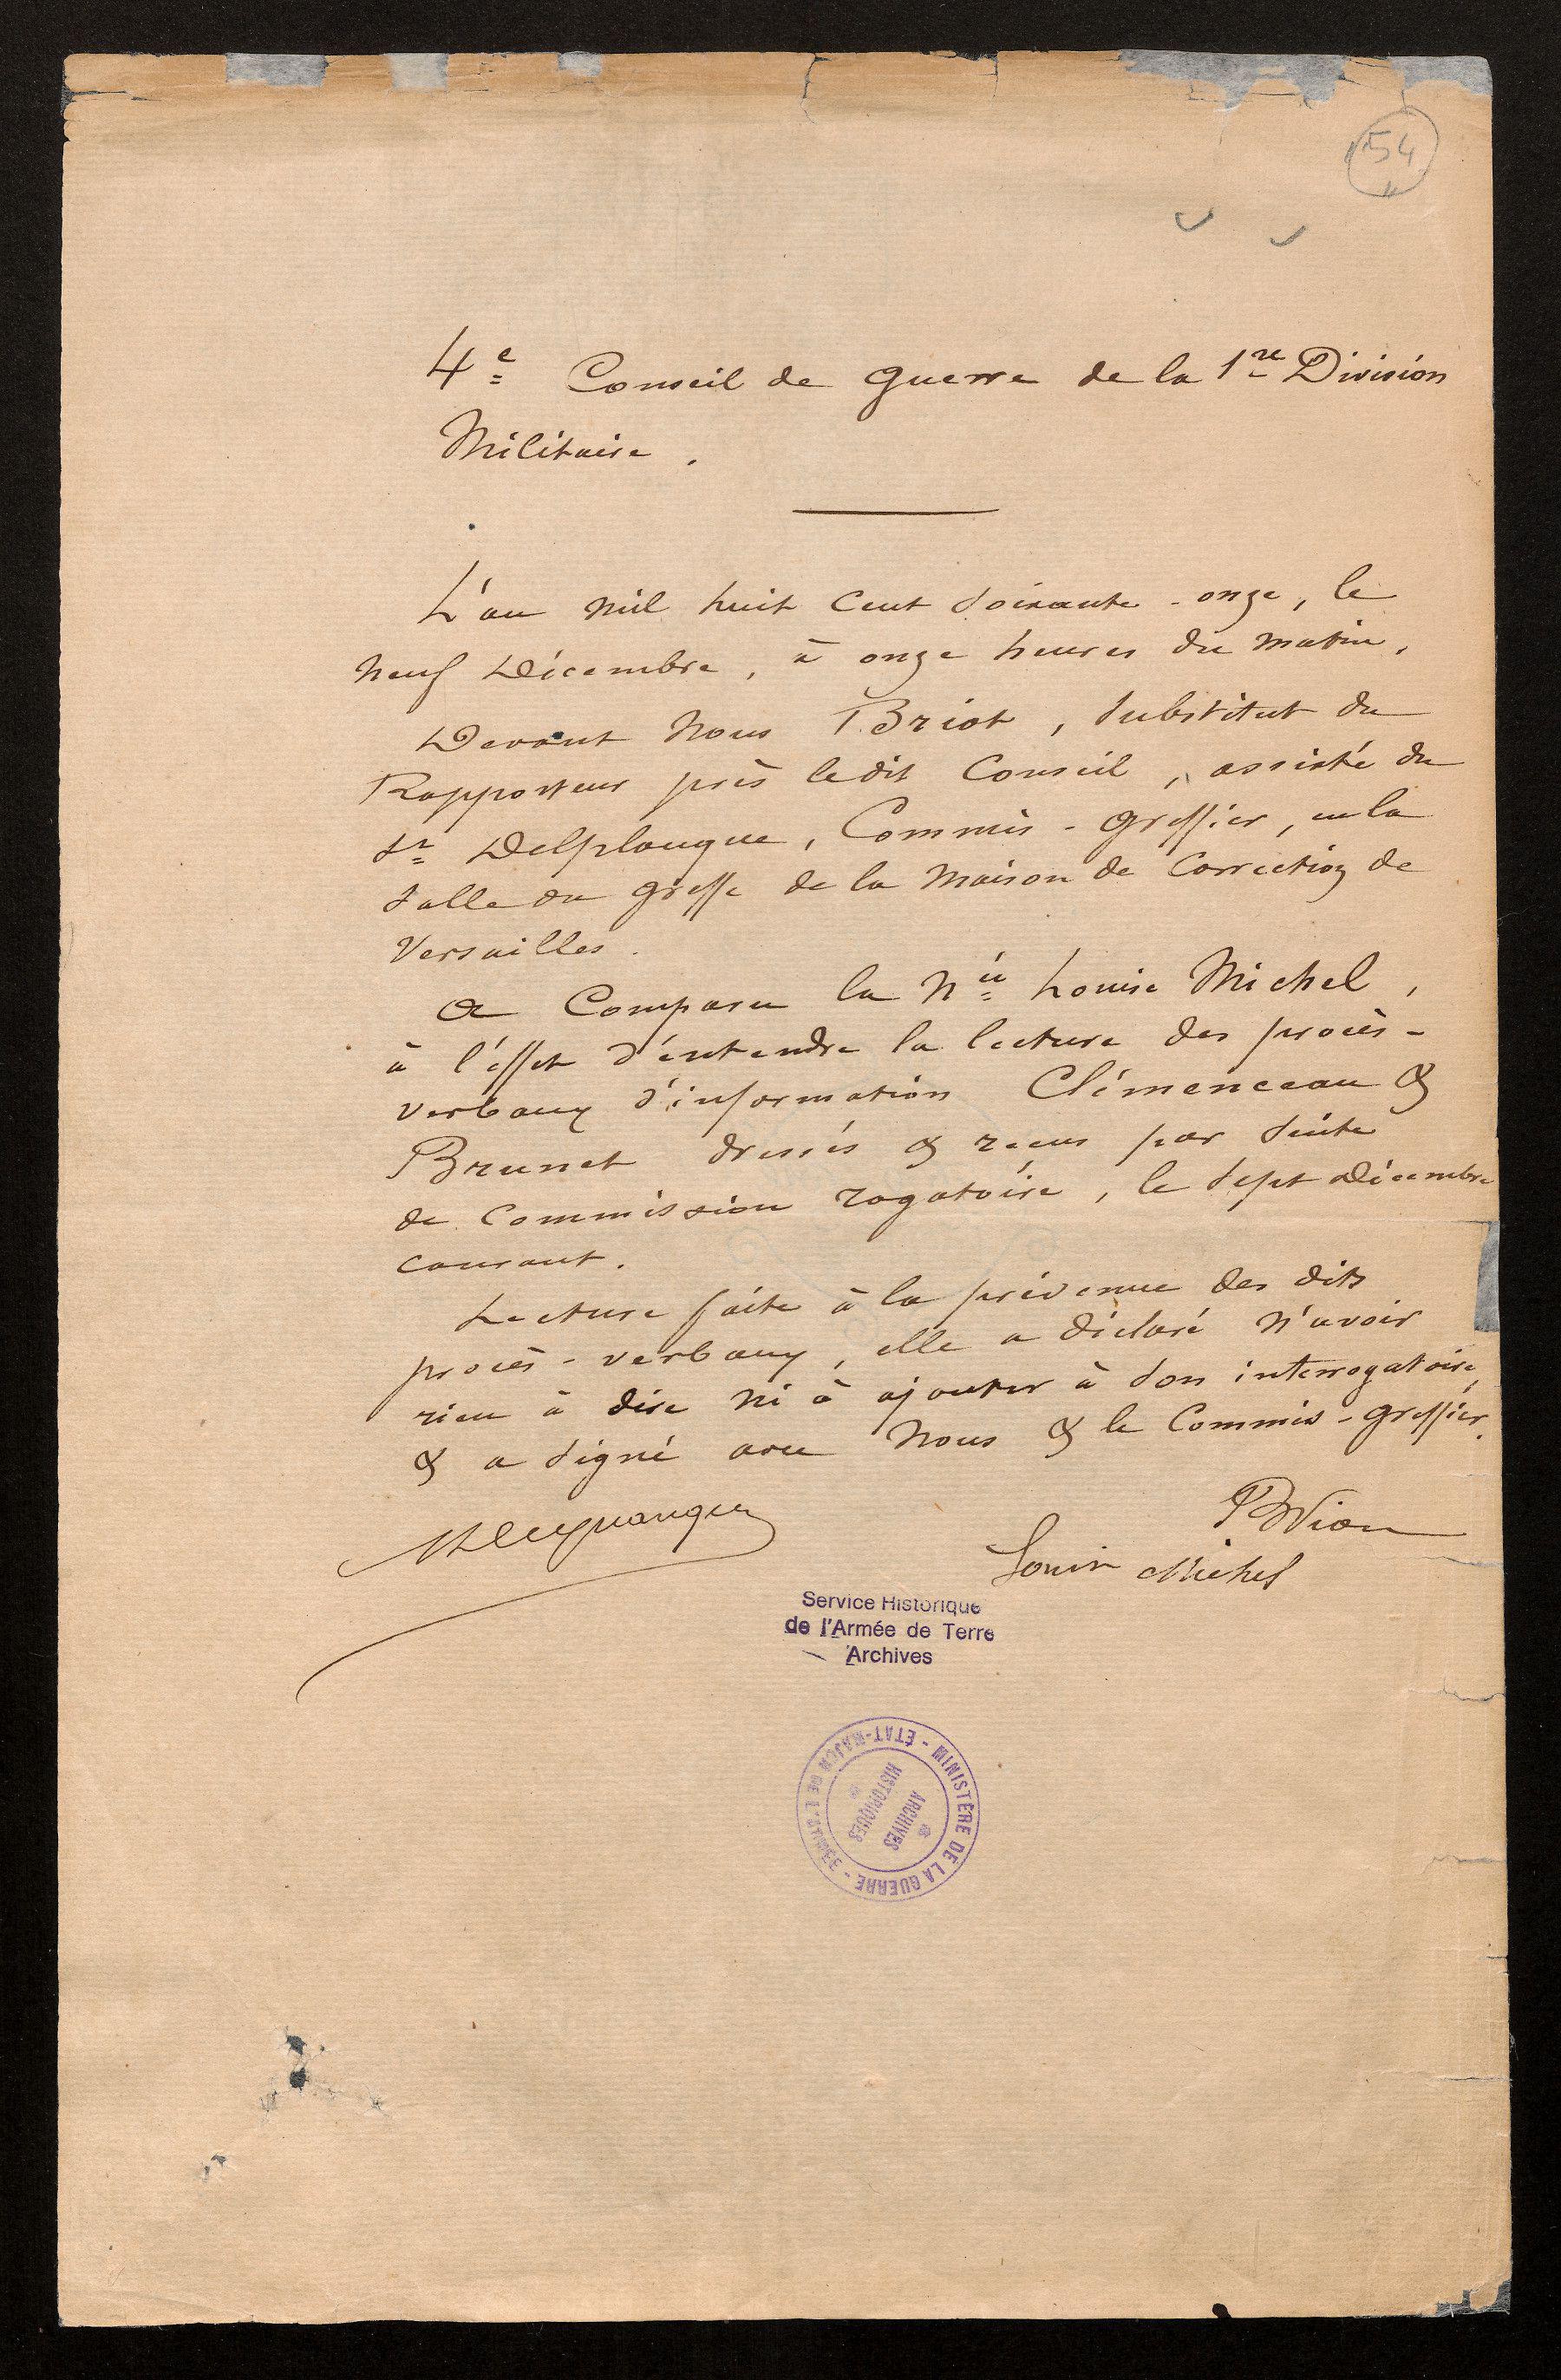 54
4e Conseil de guerre de la 1re Division
Militaire.
L'an mil huit cent soixante-onze, le
neuf Décembre, à onze heures du matin,
Devant Nous Briot, substitut du
Rapporteur près ledit Conseil, assisté du
Sr Delplanque, Commis-greffier, en la
salle du greffe de la Maison de Correction de
Versailles.
a Comparu la Née Louise Michel,
à l'effet d'entendre la lecture des procès-
verbaux d'information Clémenceau &
Brunet dressés & reçus par suite
de Commission rogatoire, le sept Décembre
courant.
Lecture faite à la prévenue des dits
procès-verbaux, elle a déclaré n'avoir
rien à dire ni à ajouter à son interrogatoire,
& a signé avec Nous & le Commis-greffier.
Louise Michel
Service Historique
de l'Armée de Terre
Archives
MINISTÈRE DE LA GUERRE - ÉTAT-MAJOR DE L'ARMÉE -
ARCHIVES
HISTORIQUES